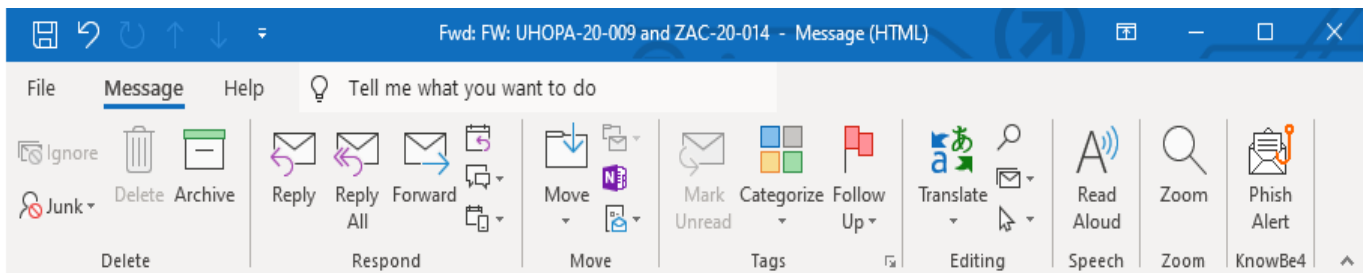 Fwd: FW: UHOPA-20-009 and ZAC-20-014 - Message (HTML)
File Message Help Tell me what you want to do
Ignore
Junk
Delete
Archive
Reply
Reply All
Forward
Move
Mark Unread
Categorize
Follow Up
Translate
Read Aloud
Zoom
Phish Alert
Delete Respond Move Tags Editing Speech Zoom KnowBe4